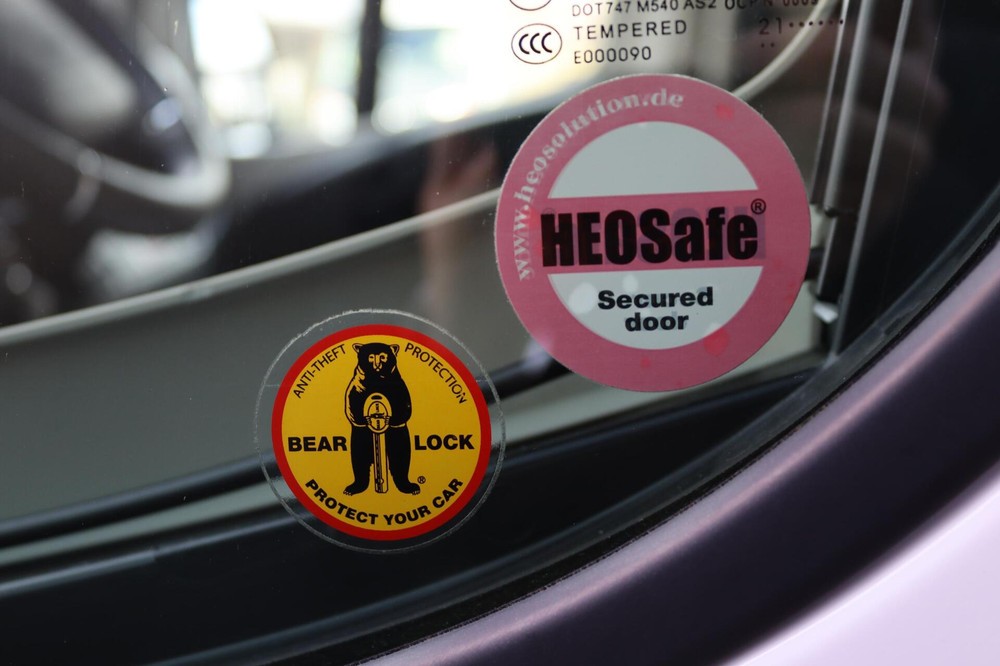 DOT747 M540 AS2
TEMPERED
CCC
E000090
21
www.heosolution.de
HEOSafe®
Secured
door
ANTI-THEFT PROTECTION
BEAR LOCK
®
PROTECT YOUR CAR